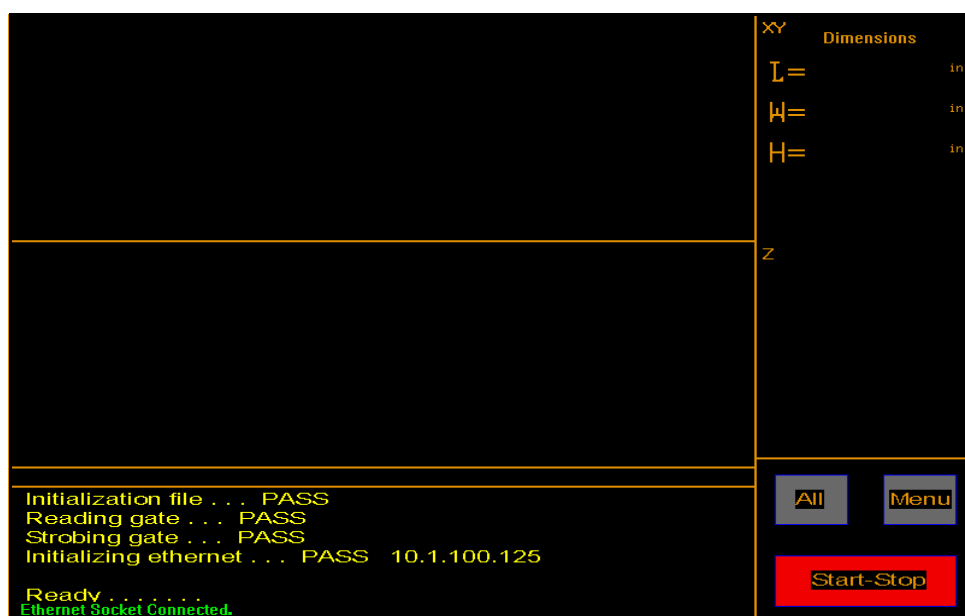 XY
Dimensions
L= in
W= in
H= in
Z
Initialization file . . . PASS
Reading gate . . . PASS
Strobing gate . . . PASS
Initializing ethernet . . . PASS 10.1.100.125
Ready . . . . . . .
Ethernet Socket Connected.
All Menu
Start-Stop